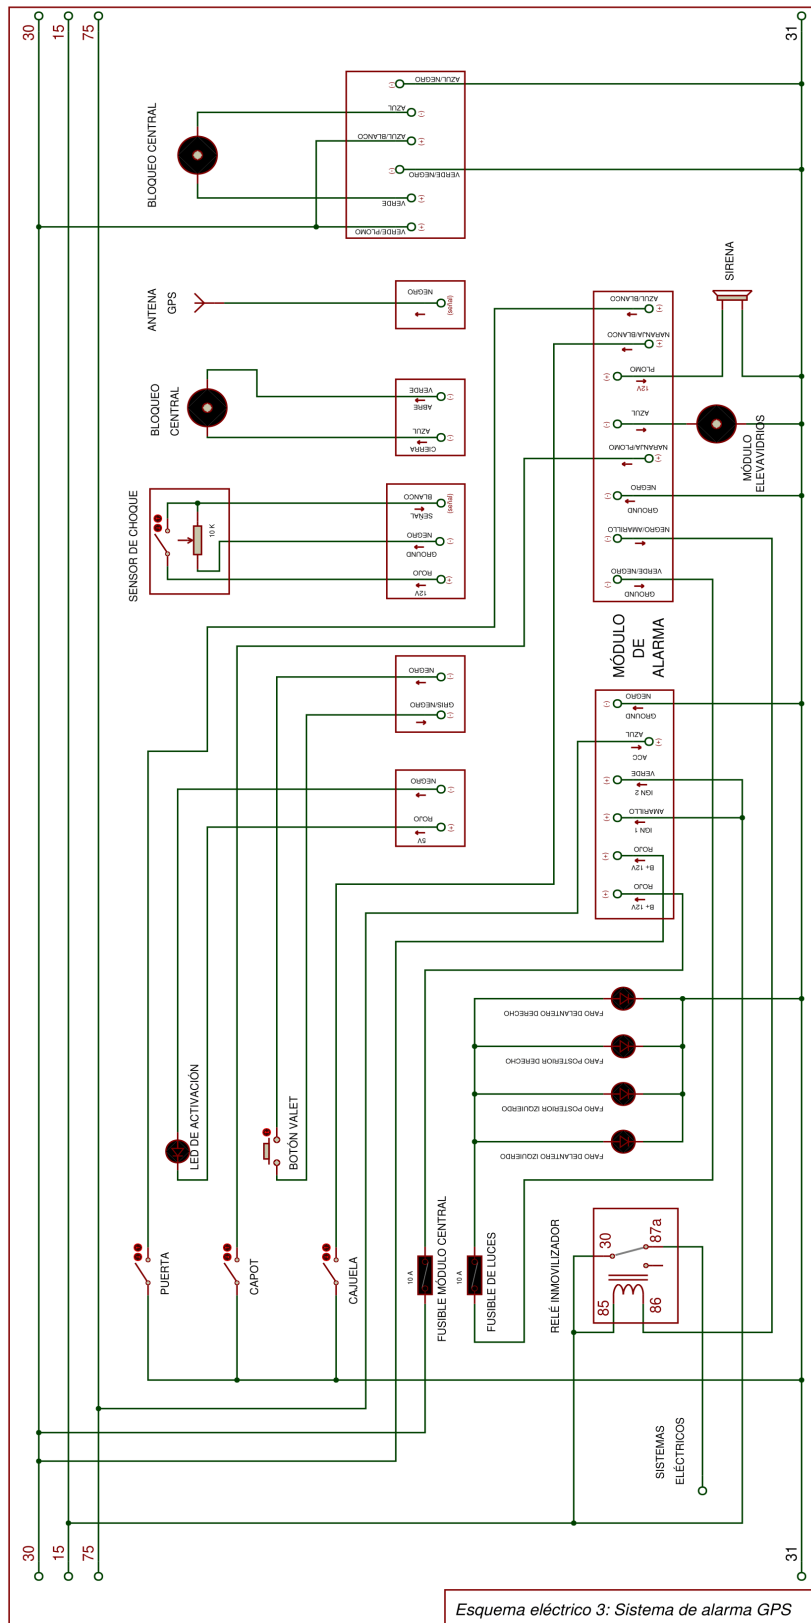 30
15
75
31
BLOQUEO CENTRAL
AZUL/NEGRO
(-)
AZUL
(-)
AZUL/BLANCO
(+)
VERDE/NEGRO
(-)
VERDE
(-)
VERDE/PLOMO
(+)
ANTENA
GPS
NEGRO
(señal)
BLOQUEO
CENTRAL
VERDE
ABRE
(-)
AZUL
CIERRA
(-)
SENSOR DE CHOQUE
10 K
BLANCO
SEÑAL
(señal)
NEGRO
GROUND
(-)
ROJO
12V
(+)
NEGRO
(-)
GRIS/NEGRO
(-)
NEGRO
(-)
ROJO
5V
(+)
SIRENA
AZUL/BLANCO
(+)
NARANJA/BLANCO
(+)
PLOMO
12V
(+)
AZUL
(-)
NARANJA/PLOMO
(+)
NEGRO
GROUND
(-)
NEGRO/AMARILLO
(-)
VERDE/NEGRO
GROUND
(-)
MÓDULO
ELEVAVIDRIOS
MÓDULO
DE
ALARMA
NEGRO
GROUND
(-)
AZUL
ACC
(+)
VERDE
IGN 2
(+)
AMARILLO
IGN 1
(+)
ROJO
B+ 12V
(+)
ROJO
B+ 12V
(+)
LED DE ACTIVACIÓN
BOTÓN VALET
PUERTA
CAPOT
CAJUELA
10 A
FUSIBLE MÓDULO CENTRAL
10 A
FUSIBLE DE LUCES
FARO DELANTERO DERECHO
FARO POSTERIOR DERECHO
FARO POSTERIOR IZQUIERDO
FARO DELANTERO IZQUIERDO
RELÉ INMOVILIZADOR
30
87a
85
86
SISTEMAS
ELÉCTRICOS
30
15
75
31
Esquema eléctrico 3: Sistema de alarma GPS